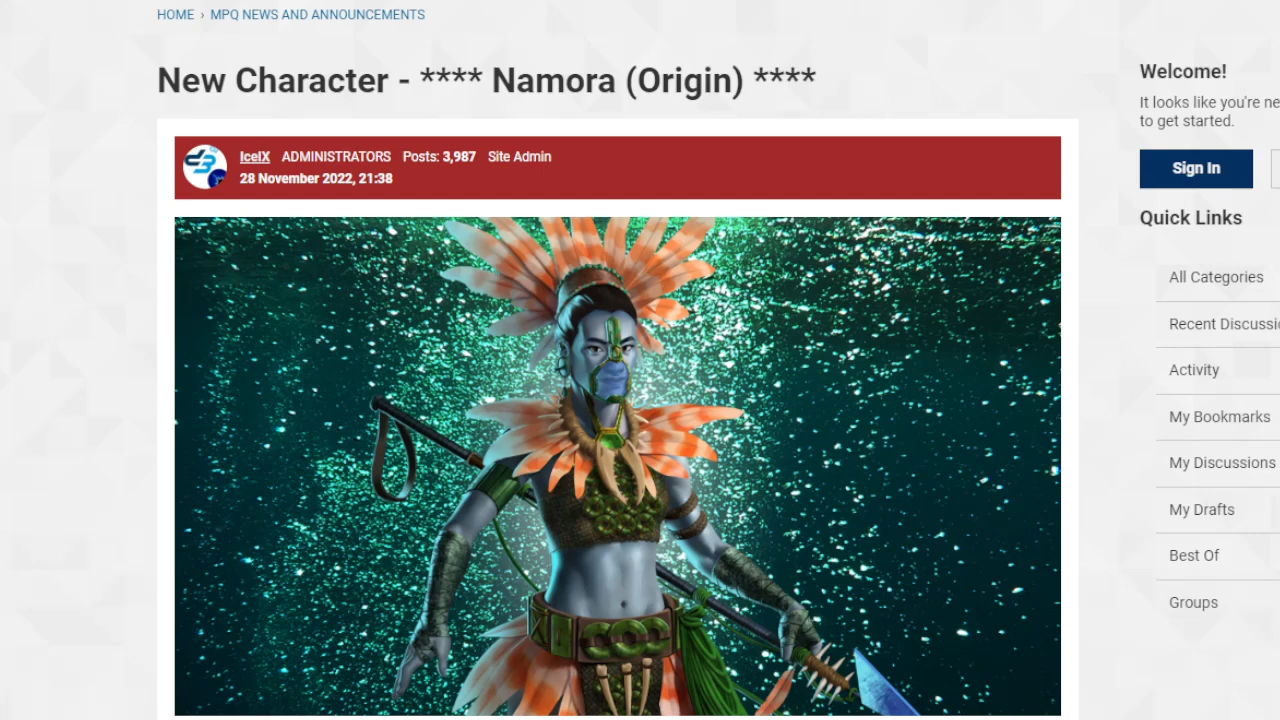 HOME › MPQ NEWS AND ANNOUNCEMENTS
New Character - **** Namora (Origin) ****
IceIX ADMINISTRATORS Posts: 3,987 Site Admin
28 November 2022, 21:38
Welcome!
It looks like you're
to get started.
Sign In
Quick Links
All Categories
Recent
Activity
My Bookmarks
My Discussions
My Drafts
Best Of
Groups